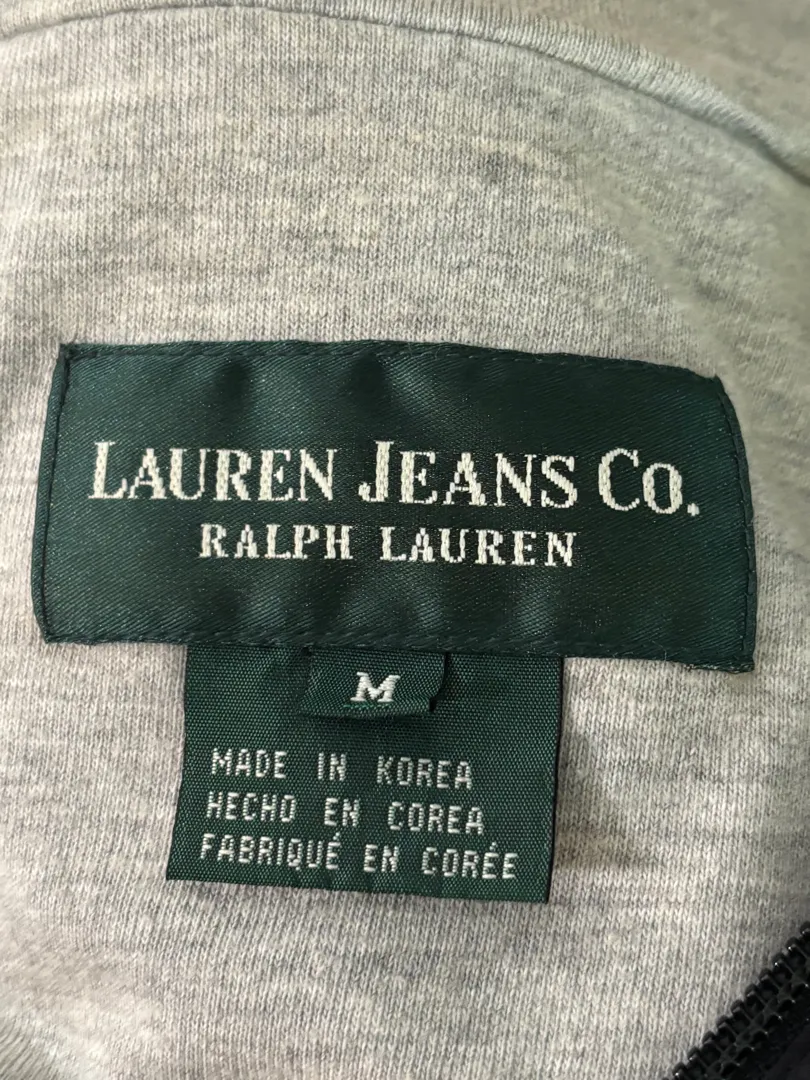 LAUREN JEANS CO.
RALPH LAUREN
M
MADE IN KOREA
HECHO EN COREA
FABRIQUÉ EN CORÉE